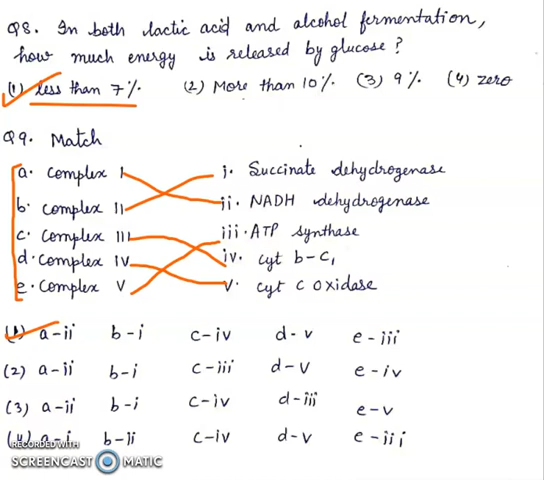 Q8. In both lactic acid and alcohol fermentation,
how much energy is released by glucose?
(1) less than 7%. (2) More than 10%. (3) 9%. (4) zero
Q9. Match
a. Complex I i. Succinate dehydrogenase
b. Complex II ii. NADH dehydrogenase
c. Complex III iii. ATP synthase
d. Complex IV iv. cyt b-C1
e. Complex V v. cyt c oxidase
(1) a-ii b-i c-iv d-v e-iii
(2) a-ii b-i c-iii d-v e-iv
(3) a-ii b-i c-iv d-iii e-v
(4) a-i b-ii c-iv d-v e-iii
RECORDED WITH
SCREENCAST MATIC